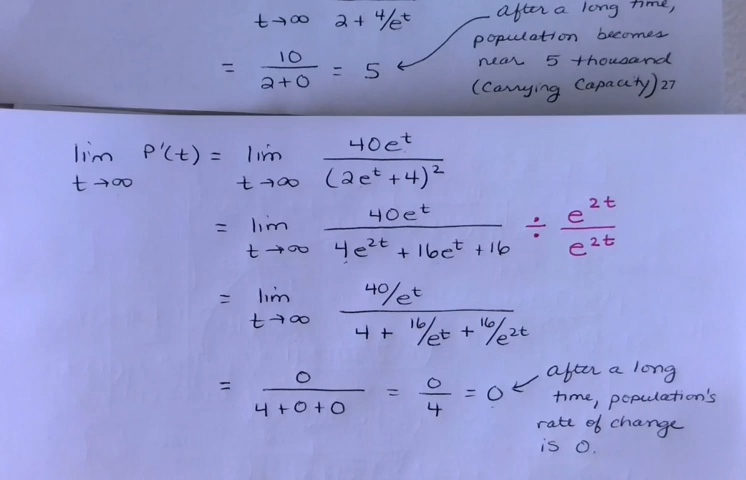 t→∞ 2 + 4/e^t
= 10/(2+0) = 5
after a long time,
population becomes
near 5 thousand
(Carrying Capacity) 27
lim t→∞ P'(t) = lim t→∞ 40e^t/(2e^t + 4)^2
= lim t→∞ 40e^t/(4e^2t + 16e^t + 16) ÷ e^2t/e^2t
= lim t→∞ (40/e^t)/(4 + 16/e^t + 16/e^2t)
= 0/(4+0+0) = 0/4 = 0
after a long
time, population's
rate of change
is 0.